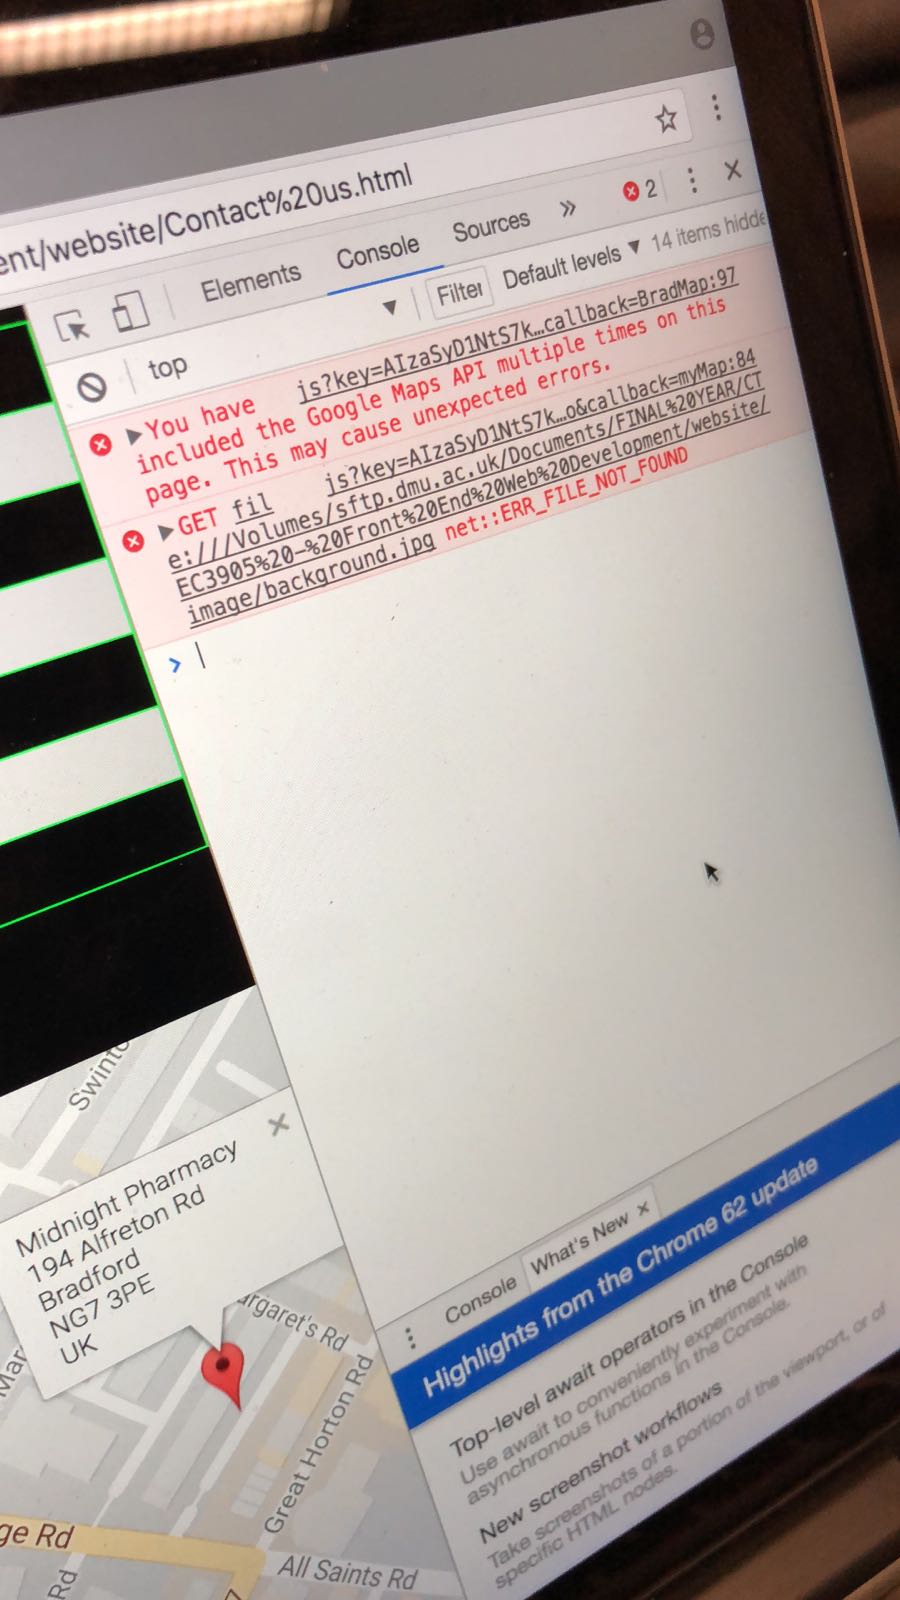 ent/website/Contact%20us.html
Elements Console Sources » 2
top Filter Default levels ▼ 14 items hidde
▶You have js?key=AIzaSyD1NtS7k…callback=BradMap:97
included the Google Maps API multiple times on this
page. This may cause unexpected errors.
▶GET fil js?key=AIzaSyD1NtS7k…o&callback=myMap:84
e:///Volumes/sftp.dmu.ac.uk/Documents/FINAL%20YEAR/CT
EC3905%20-%20Front%20End%20Web%20Development/website/
image/background.jpg net::ERR_FILE_NOT_FOUND
Midnight Pharmacy
194 Alfreton Rd
Bradford
NG7 3PE
UK
argaret's Rd
Great Horton Rd
ge Rd
All Saints Rd
Rd
Console What's New ×
Highlights from the Chrome 62 update
Top-level await operators in the Console
Use await to conveniently experiment with
asynchronous functions in the Console.
New screenshot workflows
Take screenshots of a portion of the viewport, or of
specific HTML nodes.